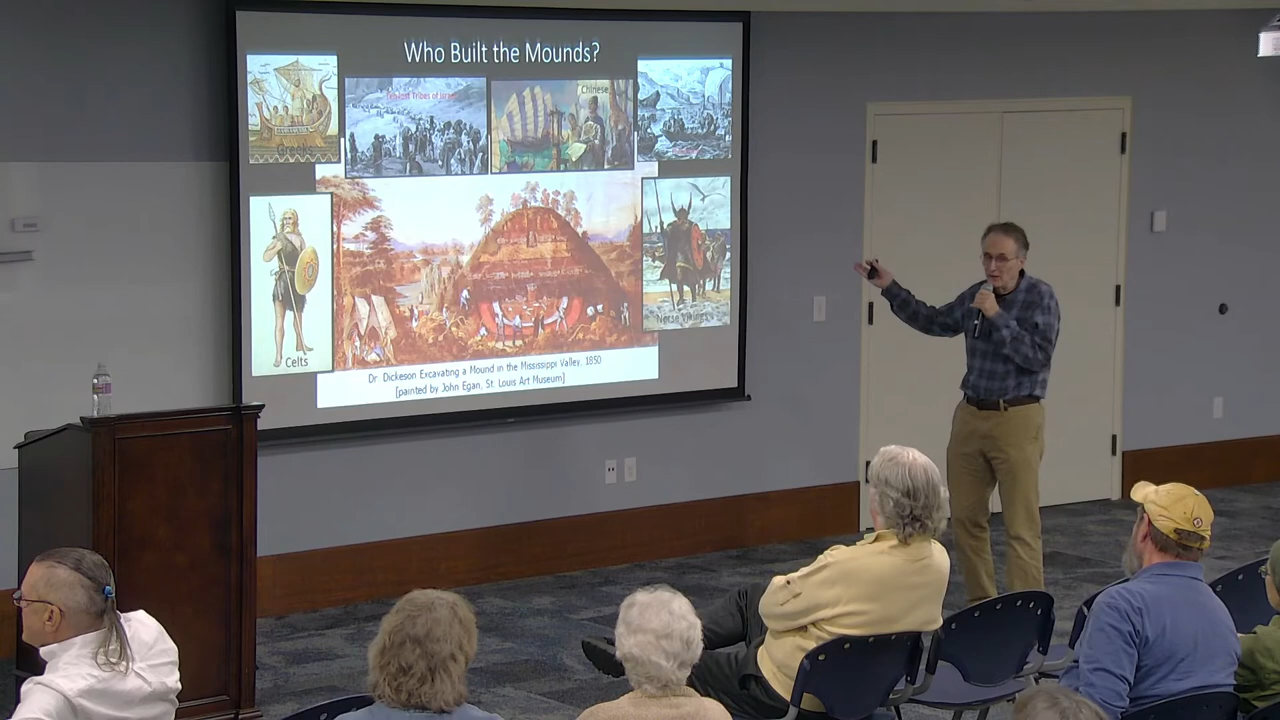 Who Built the Mounds?
Greeks
Ten Lost Tribes of Israel
Chinese
Celts
Norse Vikings
Dr. Dickeson Excavating a Mound in the Mississippi Valley, 1850
[painted by John Egan, St. Louis Art Museum]